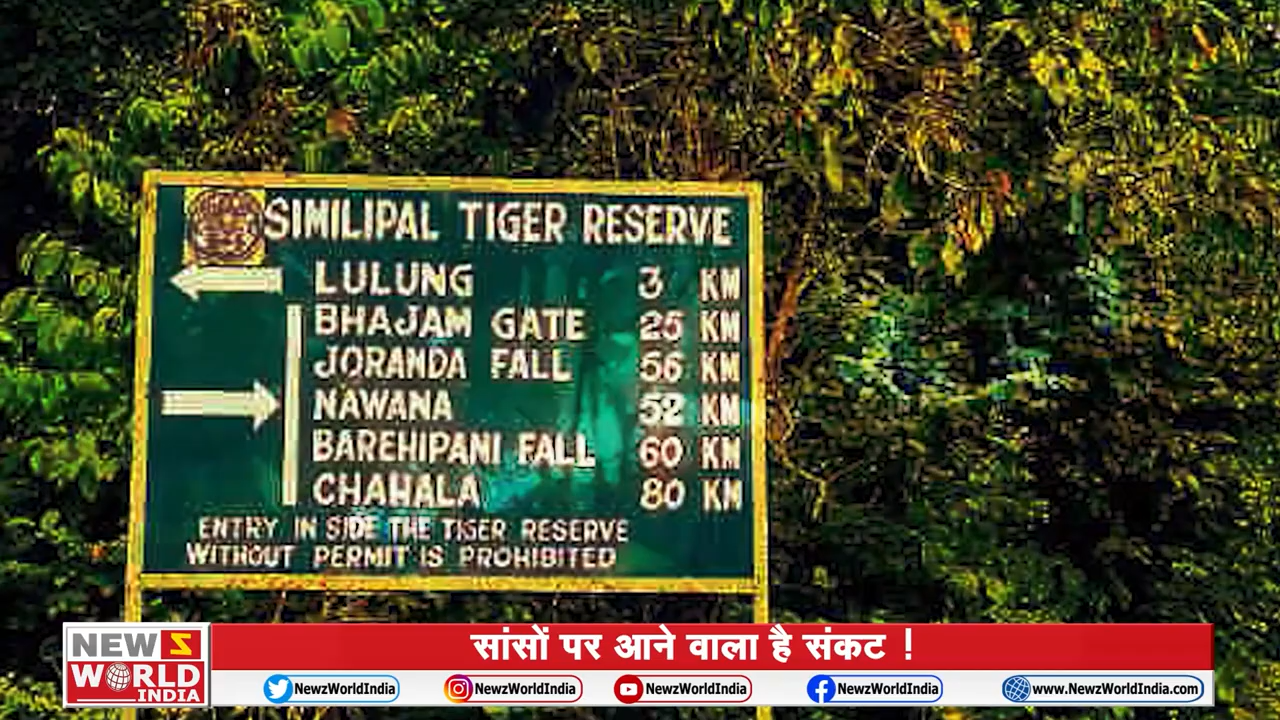 SIMILIPAL TIGER RESERVE
LULUNG 3 KM
BHAJAM GATE 25 KM
JORANDA FALL 56 KM
NAWANA 52 KM
BAREHIPANI FALL 60 KM
CHAHALA 80 KM
ENTRY IN SIDE THE TIGER RESERVE
WITHOUT PERMIT IS PROHIBITED
NEWZ
WORLD
INDIA
सांसों पर आने वाला है संकट !
NewzWorldIndia NewzWorldIndia NewzWorldIndia NewzWorldIndia www.NewzWorldIndia.com